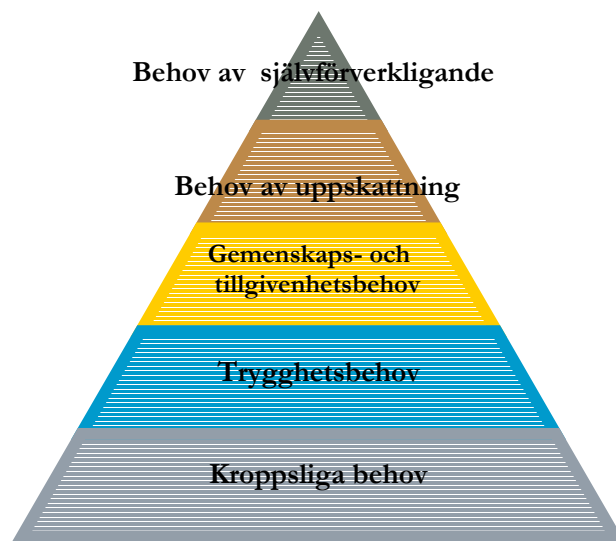 Behov av självförverkligande
Behov av uppskattning
Gemenskaps- och
tillgivenhetsbehov
Trygghetsbehov
Kroppsliga behov